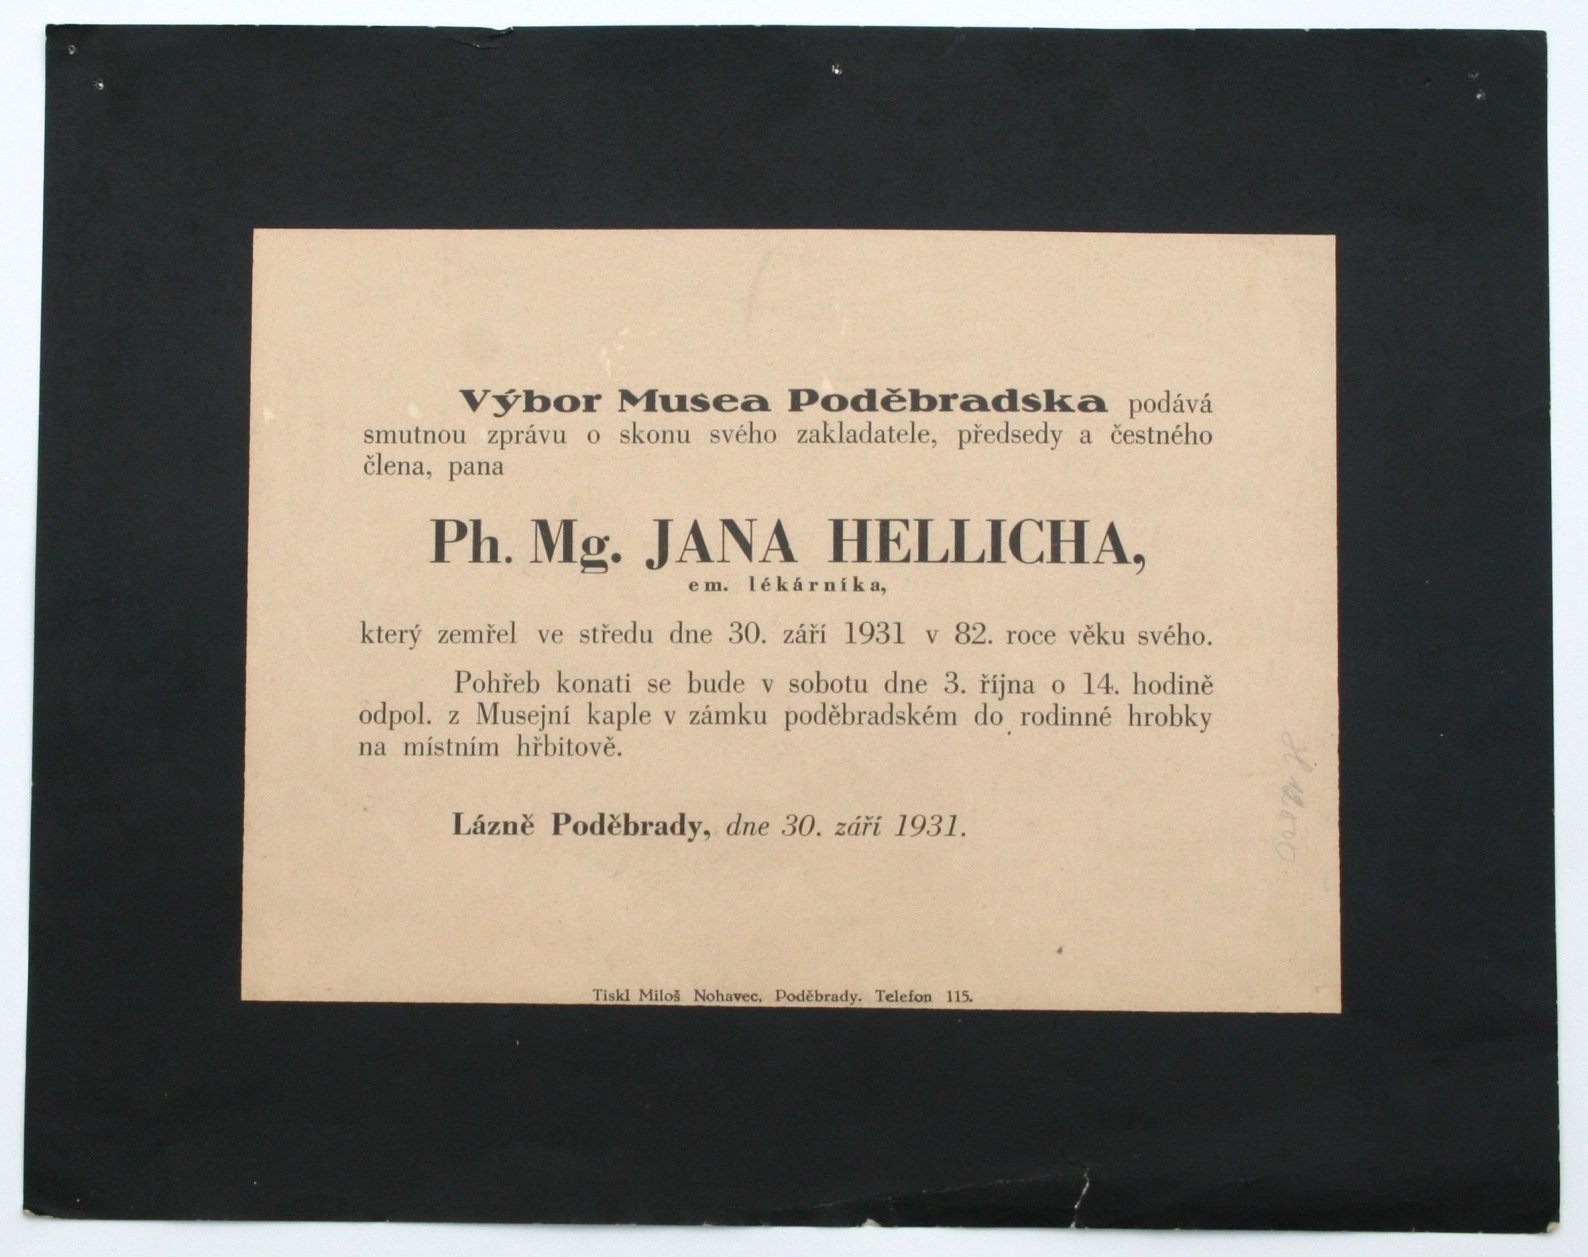 Výbor Musea Poděbradska podává
smutnou zprávu o skonu svého zakladatele, předsedy a čestného
člena, pana
Ph. Mg. JANA HELLICHA,
em. lékárníka,
který zemřel ve středu dne 30. září 1931 v 82. roce věku svého.
Pohřeb konati se bude v sobotu dne 3. října o 14. hodině
odpol. z Musejní kaple v zámku poděbradském do rodinné hrobky
na místním hřbitově.
Lázně Poděbrady, dne 30. září 1931.
Tiskl Miloš Nohavec, Poděbrady. Telefon 115.